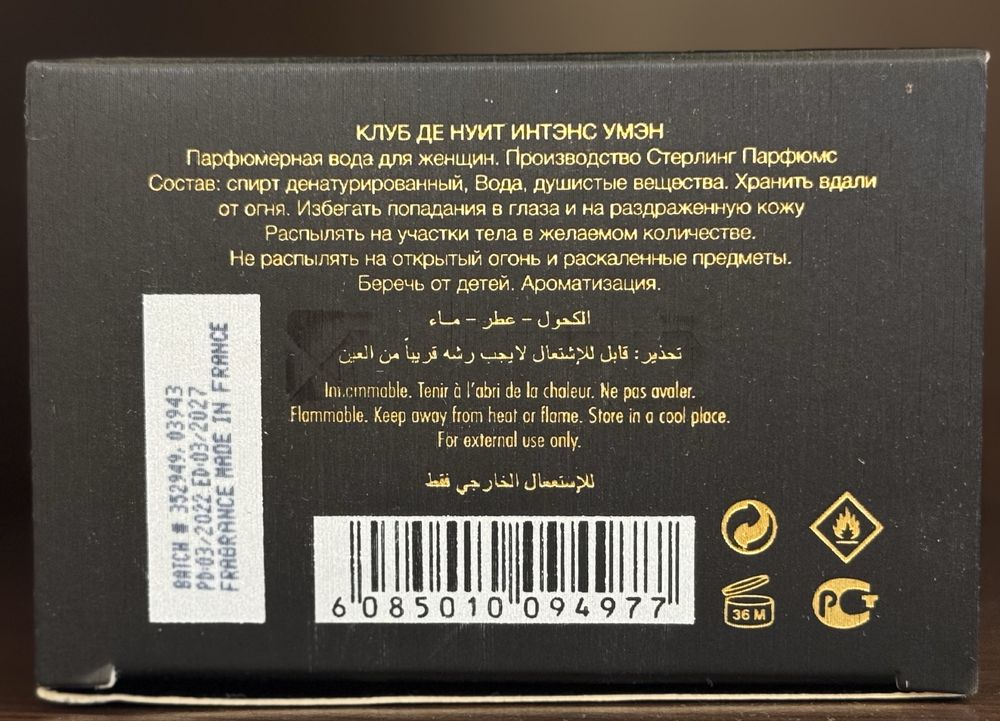 КЛУБ ДЕ НУИТ ИНТЭНС УМЭН
Парфюмерная вода для женщин. Производство Стерлинг Парфюмс
Состав: спирт денатурированный, Вода, душистые вещества. Хранить вдали
от огня. Избегать попадания в глаза и на раздраженную кожу
Распылять на участки тела в желаемом количестве.
Не распылять на открытый огонь и раскаленные предметы.
Беречь от детей. Ароматизация.
الكحول – عطر – مـاء
تحذير: قابل للإشتعال لايجب رشه قريباً من العين
Tenir à l'abri de la chaleur. Ne pas avaler.
Flammable. Keep away from heat or flame. Store in a cool place.
For external use only.
للإستعمال الخارجي فقط
BATCH # 352949. 03943
PD:03/2022 ED:03/2027
FRAGRANCE MADE IN FRANCE
6 085010 094977
36 M
РСТ